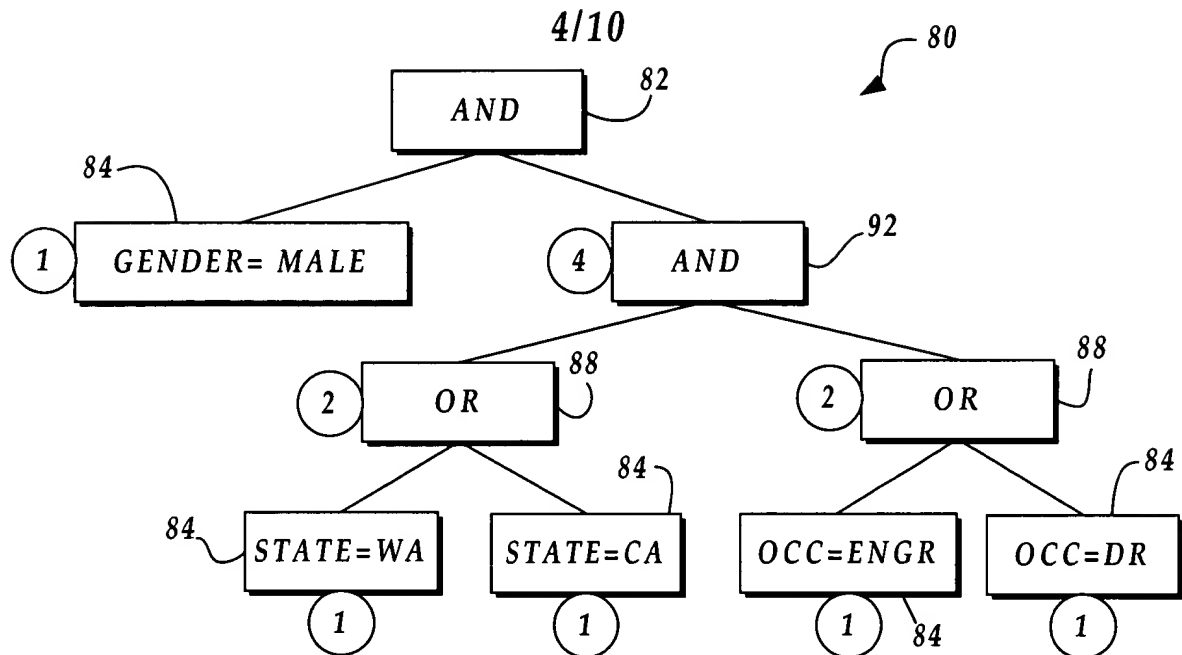 4/10
80
AND
82
84
1
GENDER= MALE
4
AND
92
2
OR
88
2
OR
88
84
STATE=WA
1
STATE=CA
84
1
OCC=ENGR
1
84
OCC=DR
84
1